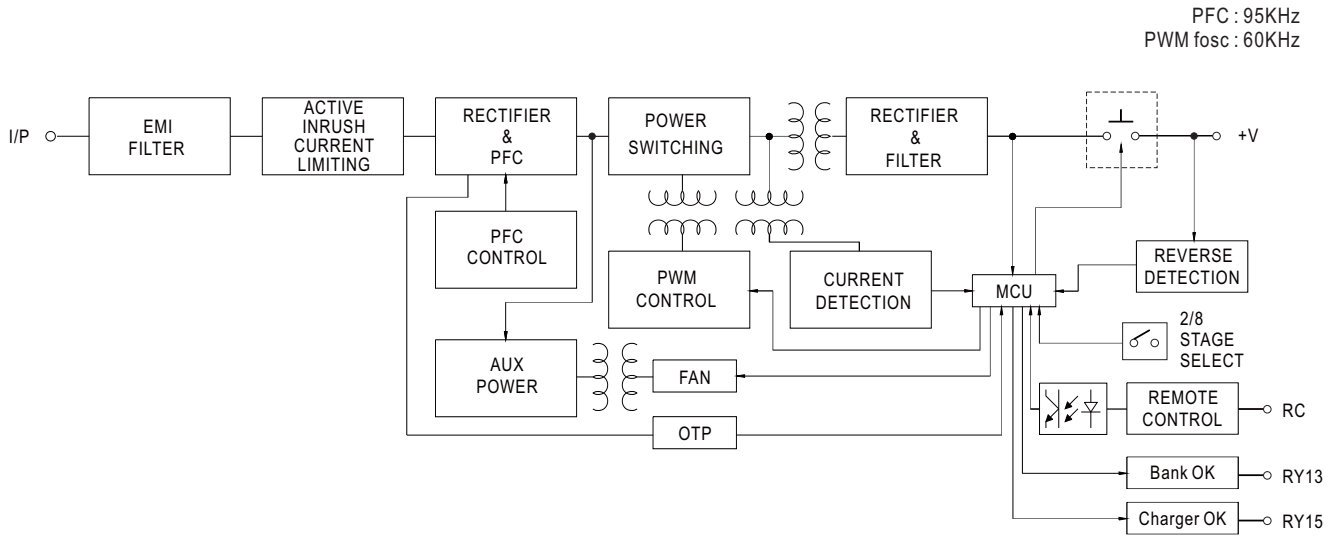 PFC : 95KHz
PWM fosc : 60KHz
I/P
EMI
FILTER
ACTIVE
INRUSH
CURRENT
LIMITING
RECTIFIER
&
PFC
POWER
SWITCHING
RECTIFIER
&
FILTER
+V
PFC
CONTROL
PWM
CONTROL
CURRENT
DETECTION
MCU
REVERSE
DETECTION
2/8
STAGE
SELECT
AUX
POWER
FAN
OTP
REMOTE
CONTROL
RC
Bank OK
RY13
Charger OK
RY15